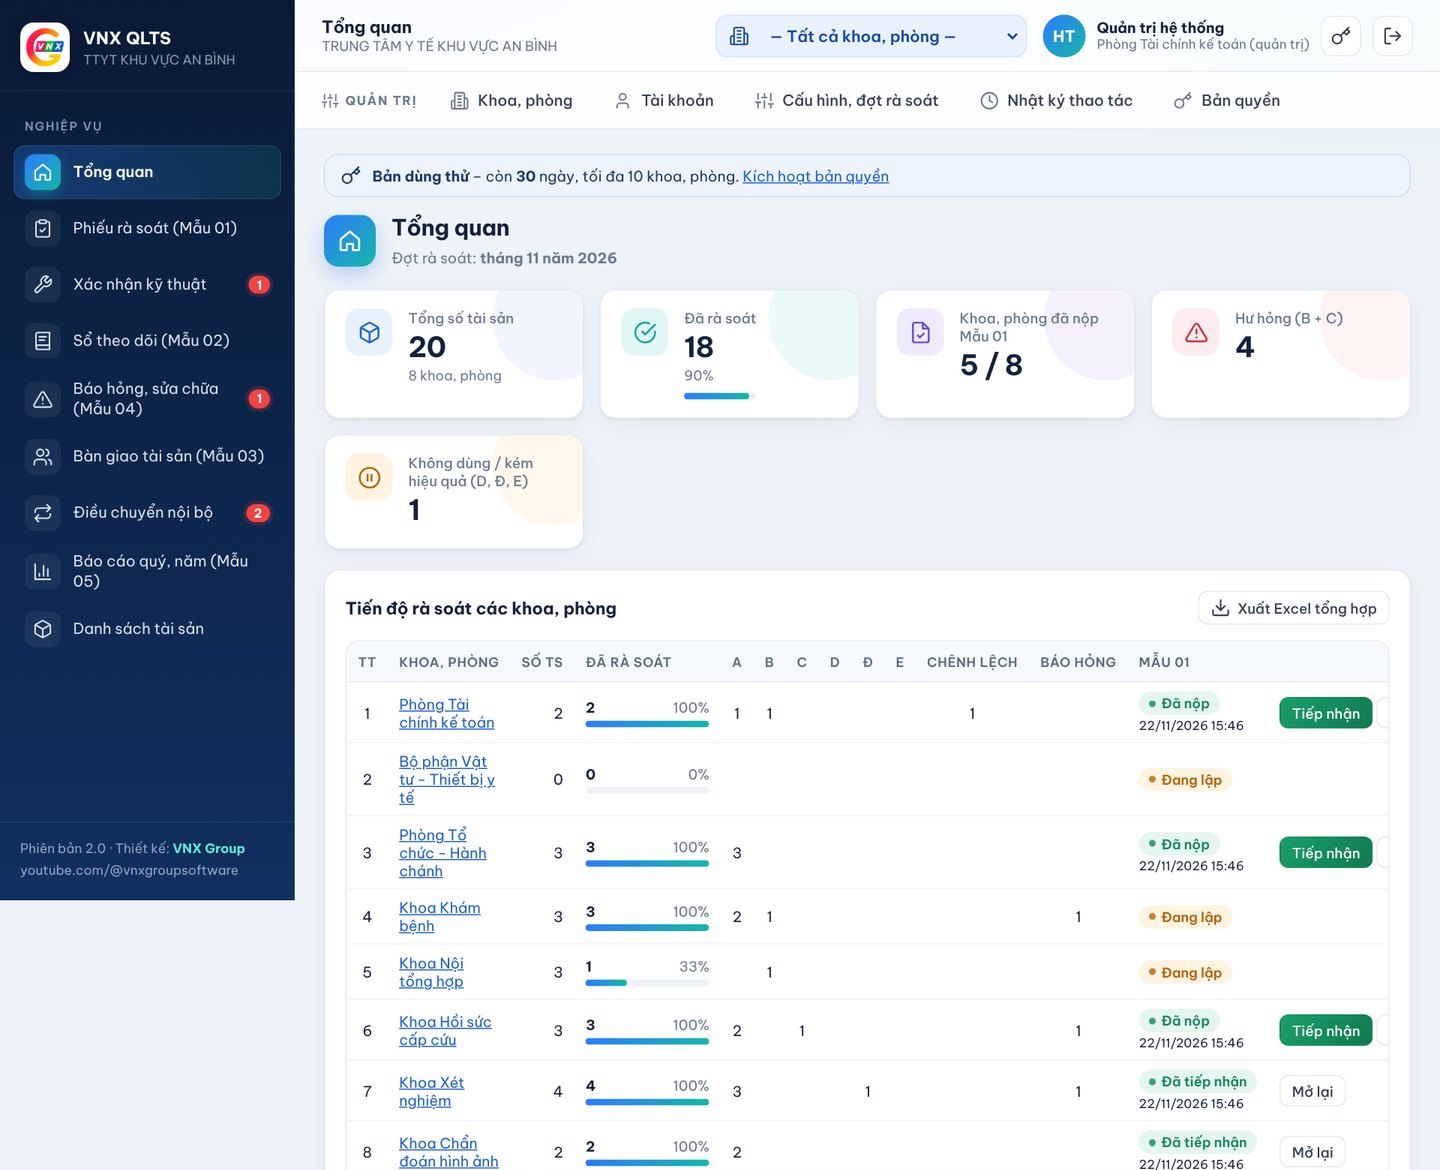 VNX
VNX QLTS
TTYT KHU VỰC AN BÌNH
NGHIỆP VỤ
Tổng quan
Phiếu rà soát (Mẫu 01)
Xác nhận kỹ thuật
1
Sổ theo dõi (Mẫu 02)
Báo hỏng, sửa chữa
(Mẫu 04)
1
Bàn giao tài sản (Mẫu 03)
Điều chuyển nội bộ
2
Báo cáo quý, năm (Mẫu
05)
Danh sách tài sản
Phiên bản 2.0 · Thiết kế: VNX Group
youtube.com/@vnxgroupsoftware
Tổng quan
TRUNG TÂM Y TẾ KHU VỰC AN BÌNH
— Tất cả khoa, phòng —
HT
Quản trị hệ thống
Phòng Tài chính kế toán (quản trị)
QUẢN TRỊ
Khoa, phòng
Tài khoản
Cấu hình, đợt rà soát
Nhật ký thao tác
Bản quyền
Bản dùng thử – còn 30 ngày, tối đa 10 khoa, phòng. Kích hoạt bản quyền
Tổng quan
Đợt rà soát: tháng 11 năm 2026
Tổng số tài sản
20
8 khoa, phòng
Đã rà soát
18
90%
Khoa, phòng đã nộp
Mẫu 01
5 / 8
Hư hỏng (B + C)
4
Không dùng / kém
hiệu quả (D, Đ, E)
1
Tiến độ rà soát các khoa, phòng
Xuất Excel tổng hợp
TT KHOA, PHÒNG SỐ TS ĐÃ RÀ SOÁT A B C D Đ E CHÊNH LỆCH BÁO HỎNG MẪU 01
1 Phòng Tài
chính kế toán 2 2 100% 1 1 1 Đã nộp
22/11/2026 15:46 Tiếp nhận
2 Bộ phận Vật
tư - Thiết bị y
tế 0 0 0% Đang lập
3 Phòng Tổ
chức - Hành
chánh 3 3 100% 3 Đã nộp
22/11/2026 15:46 Tiếp nhận
4 Khoa Khám
bệnh 3 3 100% 2 1 1 Đang lập
5 Khoa Nội
tổng hợp 3 1 33% 1 Đang lập
6 Khoa Hồi sức
cấp cứu 3 3 100% 2 1 1 Đã nộp
22/11/2026 15:46 Tiếp nhận
7 Khoa Xét
nghiệm 4 4 100% 3 1 1 Đã tiếp nhận
22/11/2026 15:46 Mở lại
8 Khoa Chẩn
đoán hình ảnh 2 2 100% 2 Đã tiếp nhận
22/11/2026 15:46 Mở lại